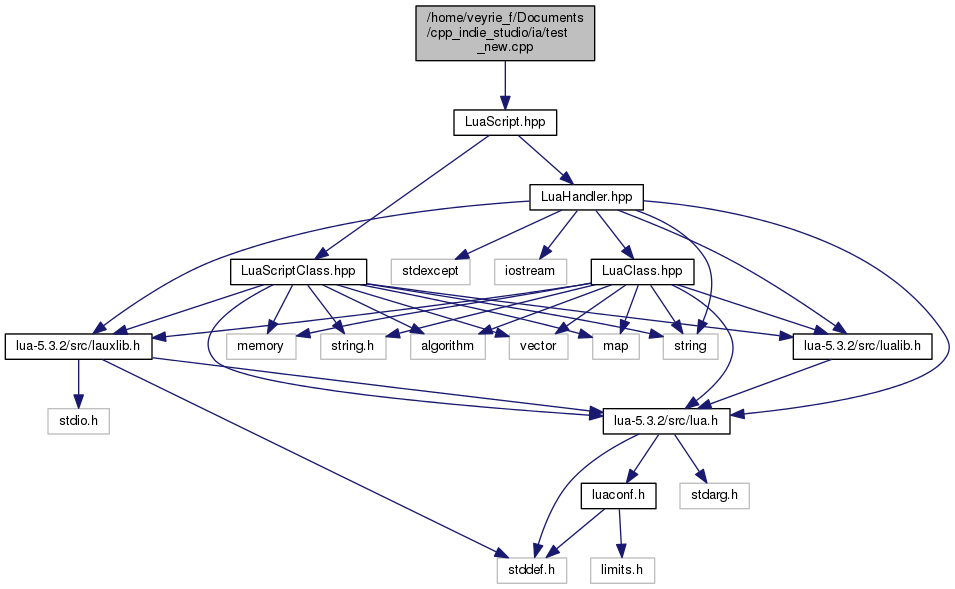 /home/veyrie_f/Documents
/cpp_indie_studio/ia/test
_new.cpp
LuaScript.hpp
LuaHandler.hpp
LuaScriptClass.hpp
stdexcept
iostream
LuaClass.hpp
lua-5.3.2/src/lauxlib.h
memory
string.h
algorithm
vector
map
string
lua-5.3.2/src/lualib.h
stdio.h
lua-5.3.2/src/lua.h
luaconf.h
stdarg.h
stddef.h
limits.h